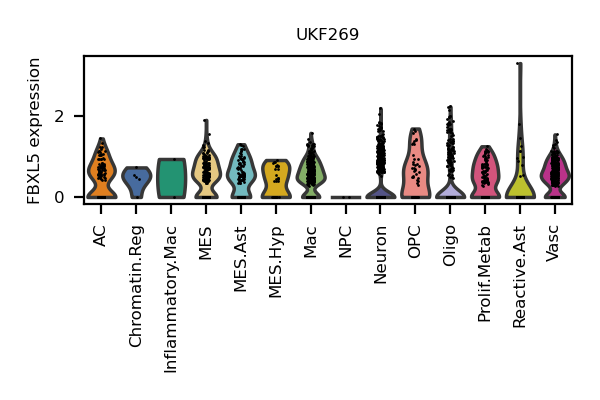 UKF269
FBXL5 expression
2
0
AC
Chromatin.Reg
Inflammatory.Mac
MES
MES.Ast
MES.Hyp
Mac
NPC
Neuron
OPC
Oligo
Prolif.Metab
Reactive.Ast
Vasc